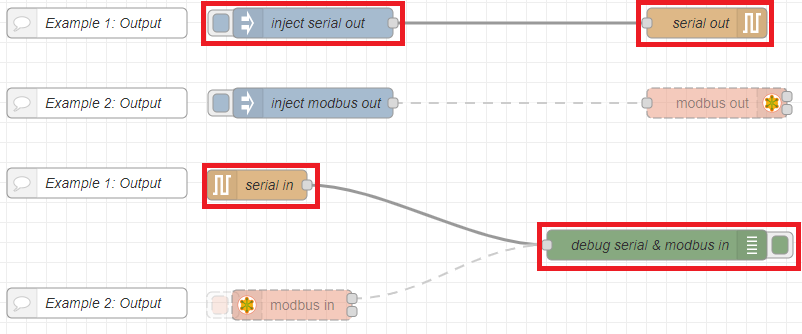 Example 1: Output
inject serial out
serial out
Example 2: Output
inject modbus out
modbus out
Example 1: Output
serial in
debug serial & modbus in
Example 2: Output
modbus in